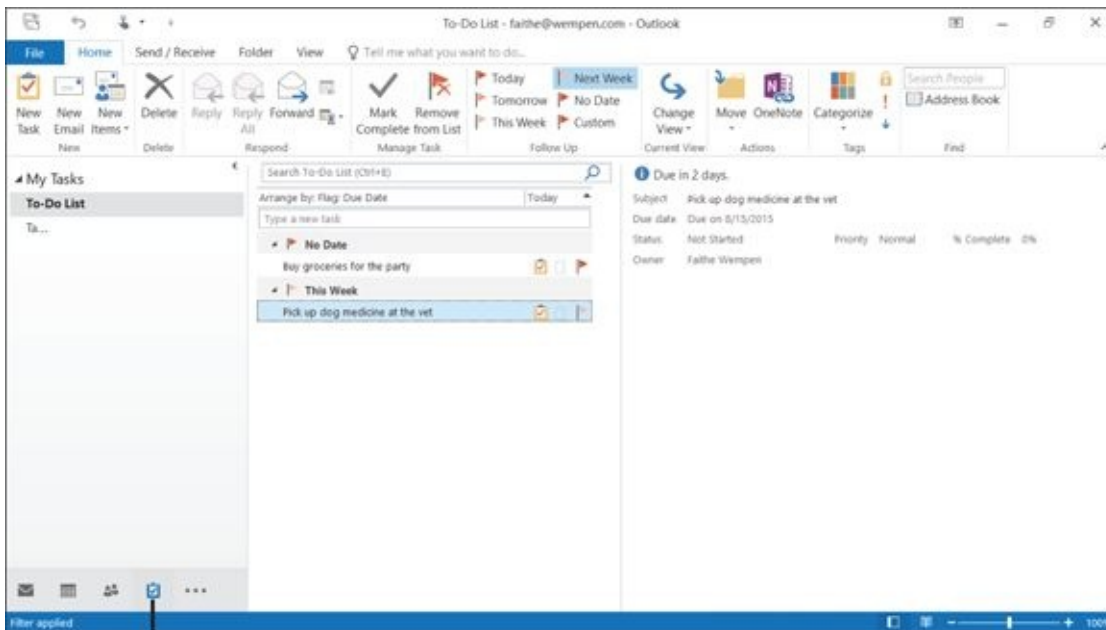 To-Do List - faithe@wempen.com - Outlook
File Home Send / Receive Folder View Tell me what you want to do...
New Task
New Email
New Items
Delete
Reply
Reply All
Forward
Mark Complete
Remove from List
Today
Tomorrow
This Week
Next Week
No Date
Custom
Change View
Move
OneNote
Categorize
Search People
Address Book
New Delete Respond Manage Task Follow Up Current View Actions Tags Find
My Tasks
To-Do List
Ta...
Search To-Do List (Ctrl+E)
Arrange by: Flag: Due Date Today
Type a new task
No Date
Buy groceries for the party
This Week
Pick up dog medicine at the vet
Due in 2 days.
Subject Pick up dog medicine at the vet
Due date Due on 8/15/2015
Status Not Started Priority Normal % Complete 0%
Owner Faithe Wempen
Filter applied
100%